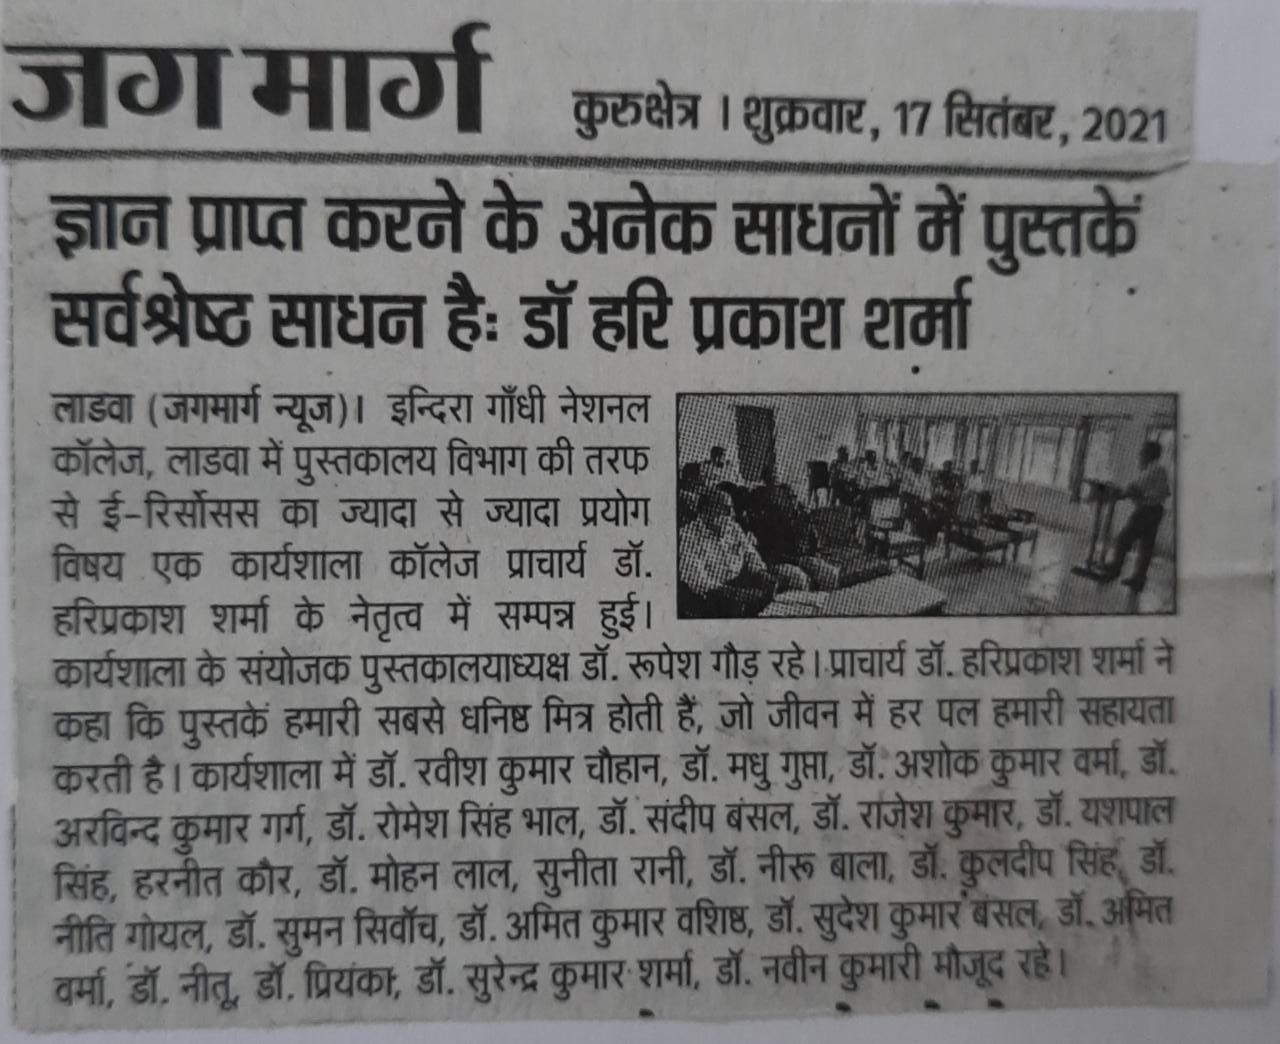 जग मार्ग
कुरुक्षेत्र । शुक्रवार, 17 सितंबर, 2021
ज्ञान प्राप्त करने के अनेक साधनों में पुस्तकें
सर्वश्रेष्ठ साधन हैः डॉ हरि प्रकाश शर्मा
लाडवा (जगमार्ग न्यूज)। इन्दिरा गाँधी नेशनल
कॉलेज, लाडवा में पुस्तकालय विभाग की तरफ
से ई-रिर्सोसस का ज्यादा से ज्यादा प्रयोग
विषय एक कार्यशाला कॉलेज प्राचार्य डॉ.
हरिप्रकाश शर्मा के नेतृत्व में सम्पन्न हुई।
कार्यशाला के संयोजक पुस्तकालयाध्यक्ष डॉ. रूपेश गौड़ रहे। प्राचार्य डॉ. हरिप्रकाश शर्मा ने
कहा कि पुस्तकें हमारी सबसे धनिष्ठ मित्र होती हैं, जो जीवन में हर पल हमारी सहायता
करती है। कार्यशाला में डॉ. रवीश कुमार चौहान, डॉ. मधु गुप्ता, डॉ. अशोक कुमार वर्मा, डॉ.
अरविन्द कुमार गर्ग, डॉ. रोमेश सिंह भाल, डॉ. संदीप बंसल, डॉ. राजेश कुमार, डॉ. यशपाल
सिंह, हरनीत कौर, डॉ. मोहन लाल, सुनीता रानी, डॉ. नीरू बाला, डॉ. कुलदीप सिंह, डॉ.
नीति गोयल, डॉ. सुमन सिवॉच, डॉ. अमित कुमार वशिष्ठ, डॉ. सुदेश कुमार बंसल, डॉ. अमित
वर्मा, डॉ. नीतू, डॉ. प्रियंका, डॉ. सुरेन्द्र कुमार शर्मा, डॉ. नवीन कुमारी मौजूद रहे।